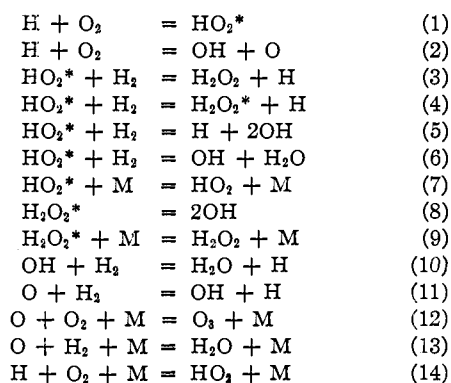 H + O₂ = HO₂* (1)
H + O₂ = OH + O (2)
HO₂* + H₂ = H₂O₂ + H (3)
HO₂* + H₂ = H₂O₂* + H (4)
HO₂* + H₂ = H + 2OH (5)
HO₂* + H₂ = OH + H₂O (6)
HO₂* + M = HO₂ + M (7)
H₂O₂* = 2OH (8)
H₂O₂* + M = H₂O₂ + M (9)
OH + H₂ = H₂O + H (10)
O + H₂ = OH + H (11)
O + O₂ + M = O₃ + M (12)
O + H₂ + M = H₂O + M (13)
H + O₂ + M = HO₂ + M (14)